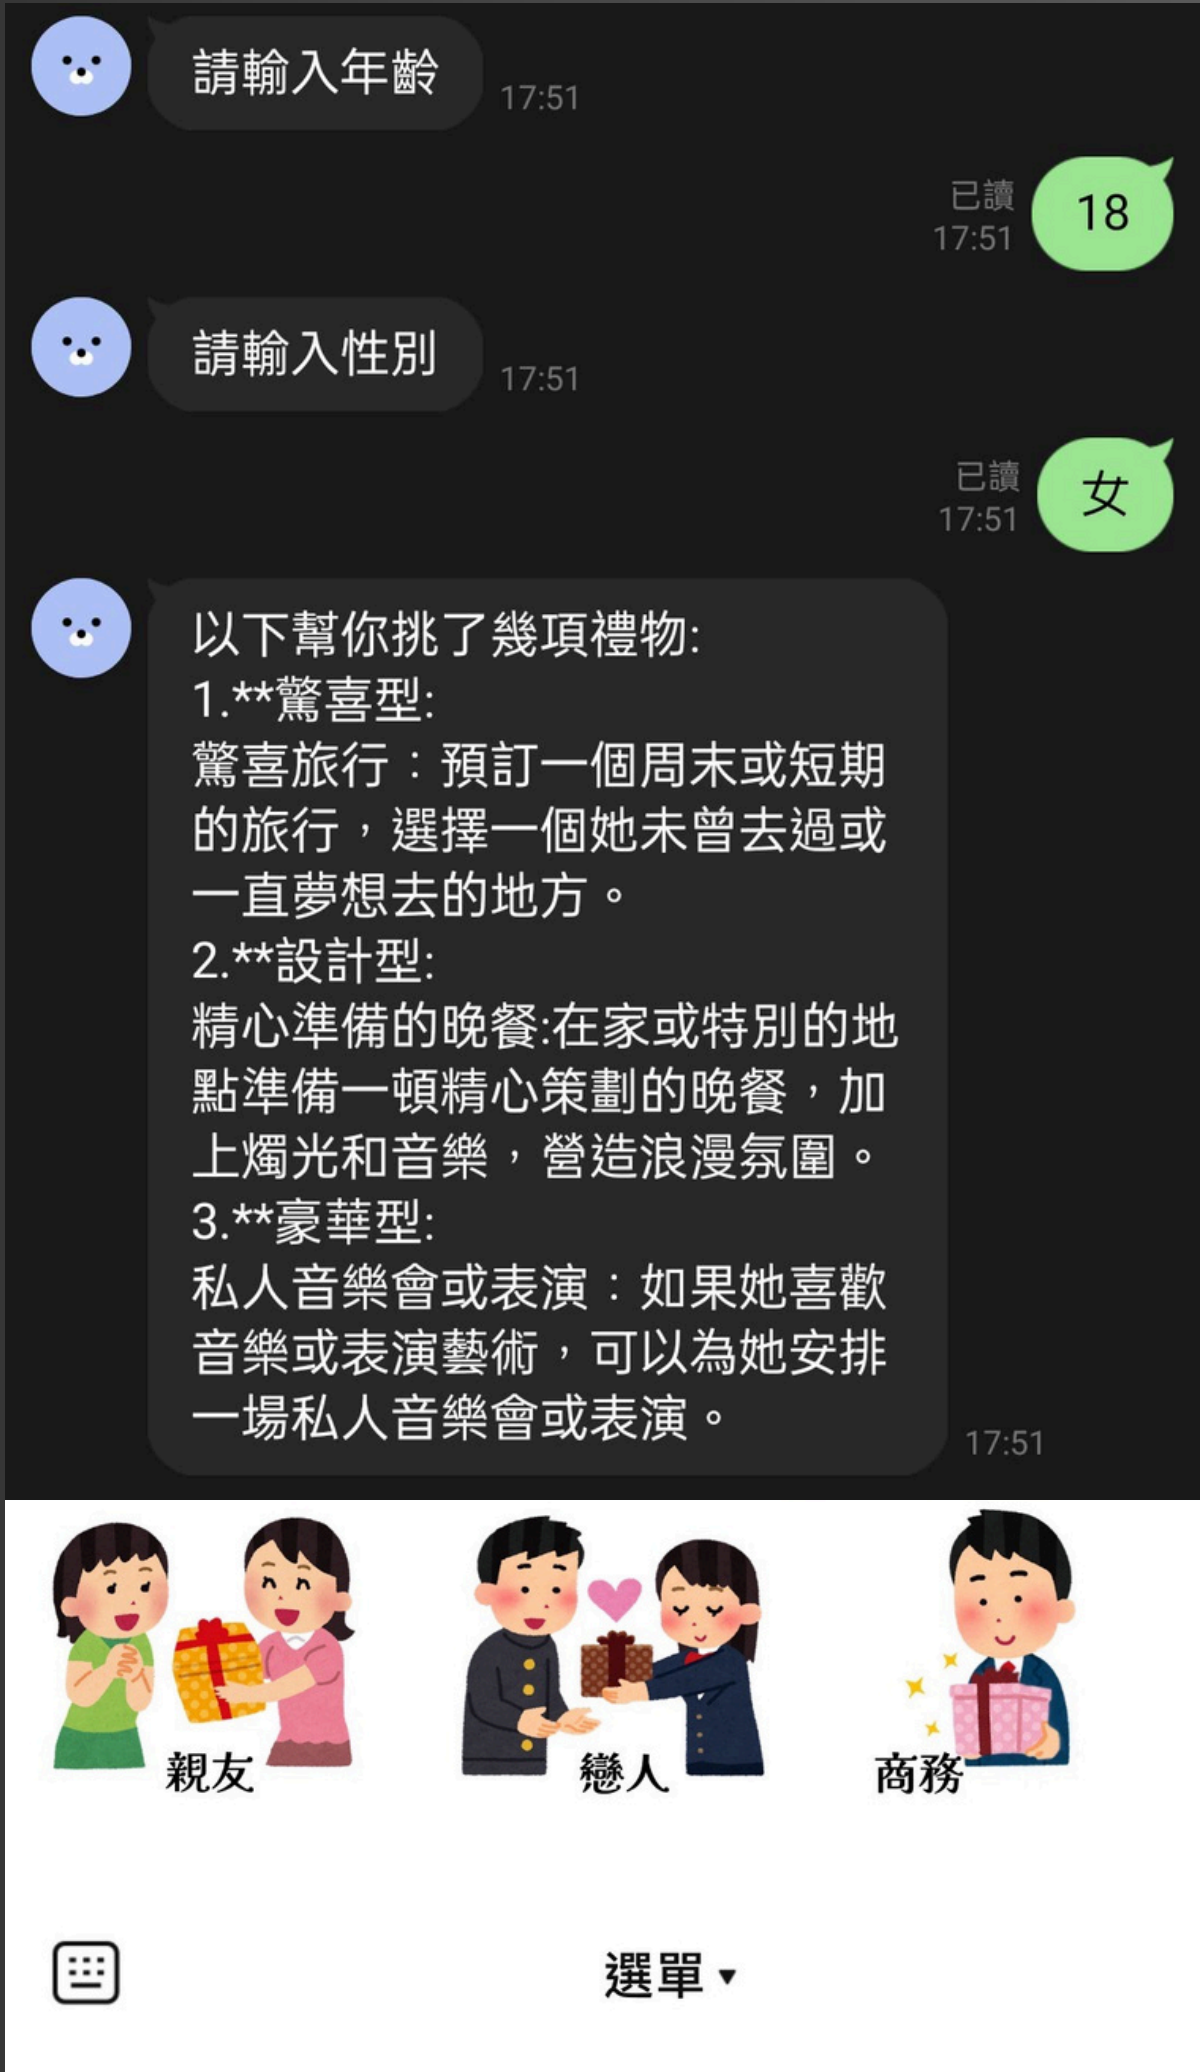 請輸入年齡
17:51
已讀
17:51
18
請輸入性別
17:51
已讀
17:51
女
以下幫你挑了幾項禮物:
1.**驚喜型:
驚喜旅行：預訂一個周末或短期
的旅行，選擇一個她未曾去過或
一直夢想去的地方。
2.**設計型:
精心準備的晚餐:在家或特別的地
點準備一頓精心策劃的晚餐，加
上燭光和音樂，營造浪漫氛圍。
3.**豪華型:
私人音樂會或表演：如果她喜歡
音樂或表演藝術，可以為她安排
一場私人音樂會或表演。
17:51
親友
戀人
商務
選單▼